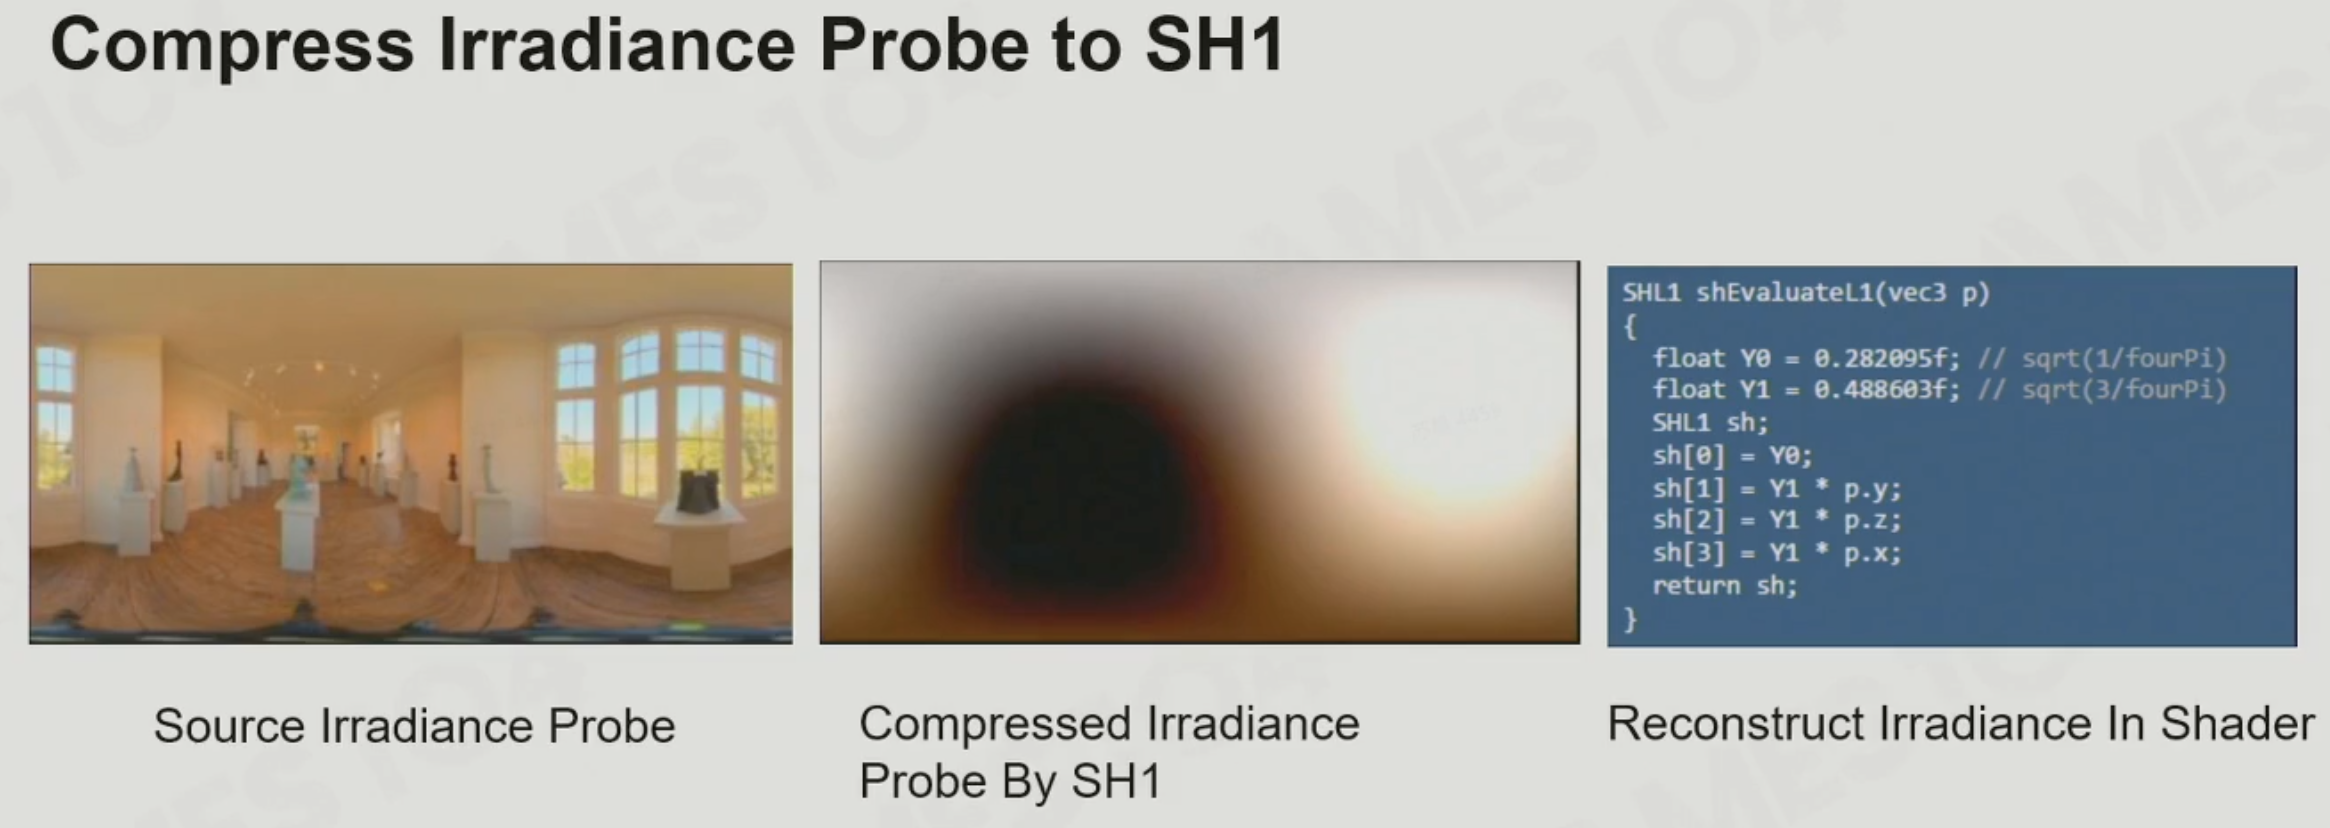 Compress Irradiance Probe to SH1
SHL1 shEvaluateL1(vec3 p)
{
float Y0 = 0.282095f; // sqrt(1/fourPi)
float Y1 = 0.488603f; // sqrt(3/fourPi)
SHL1 sh;
sh[0] = Y0;
sh[1] = Y1 * p.y;
sh[2] = Y1 * p.z;
sh[3] = Y1 * p.x;
return sh;
}
Source Irradiance Probe
Compressed Irradiance
Probe By SH1
Reconstruct Irradiance In Shader